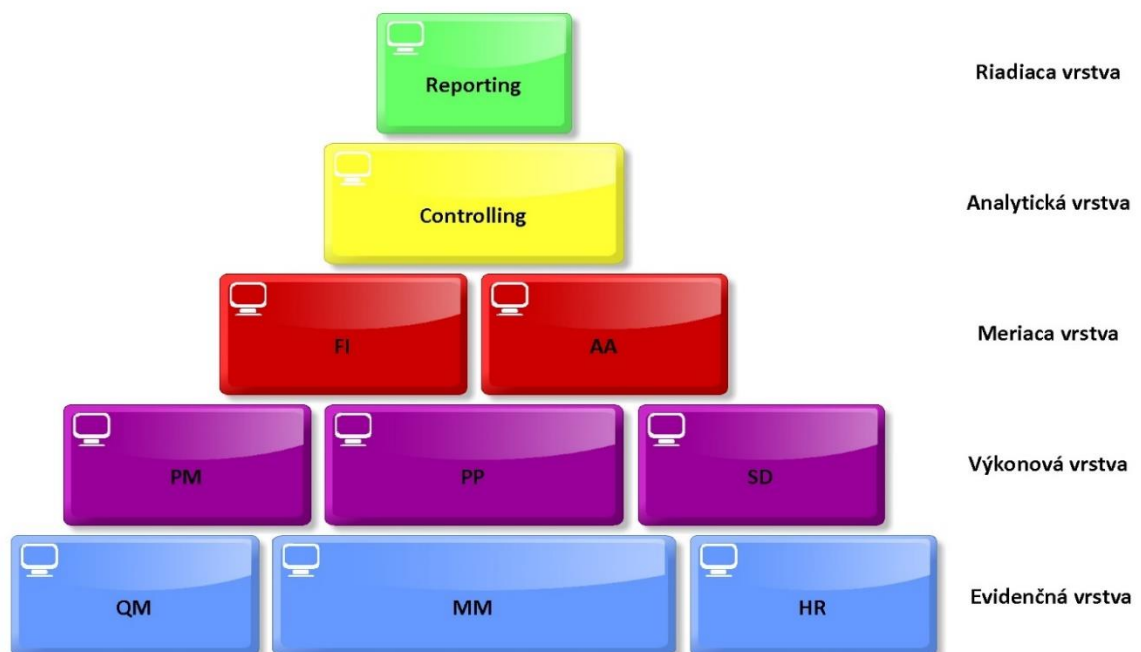 Reporting
Riadiaca vrstva
Controlling
Analytická vrstva
FI
AA
Meriaca vrstva
PM
PP
SD
Výkonová vrstva
QM
MM
HR
Evidenčná vrstva